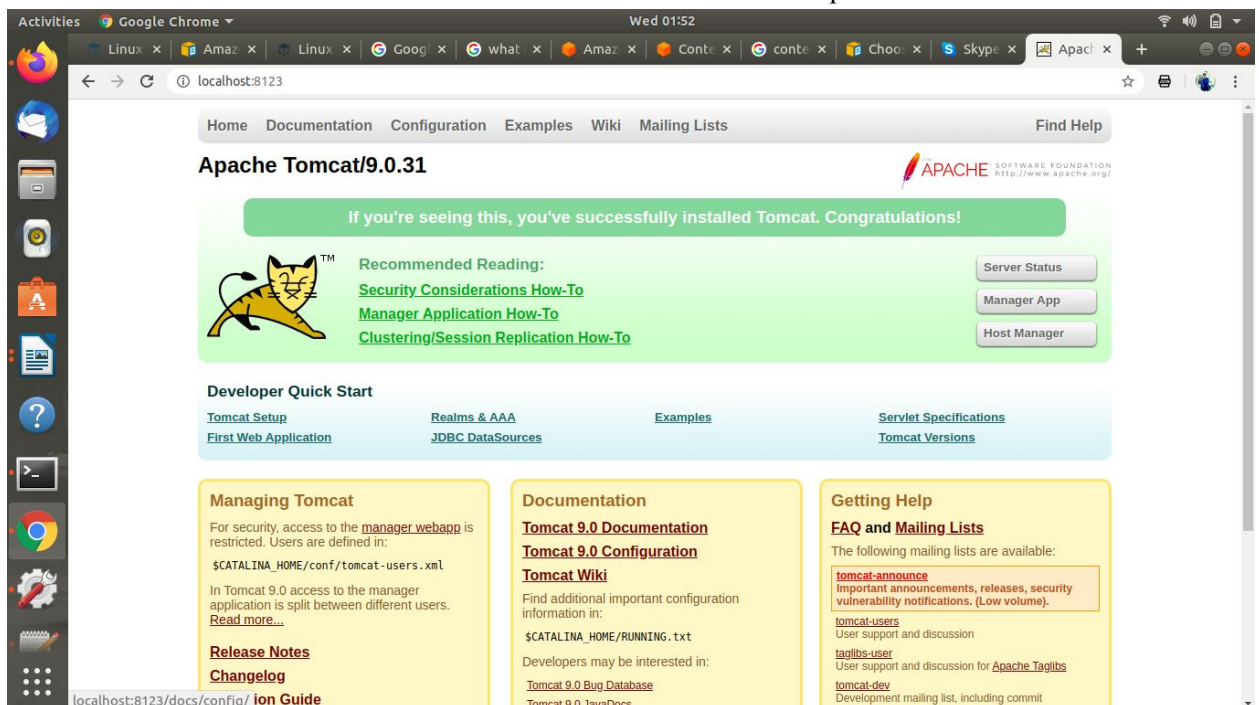 Activities Google Chrome Wed 01:52
Linux Amaz Linux Goog what Amaz Conte conte Choo Skype Apach
localhost:8123
Home Documentation Configuration Examples Wiki Mailing Lists Find Help
Apache Tomcat/9.0.31
THE APACHE SOFTWARE FOUNDATION
http://www.apache.org/
If you're seeing this, you've successfully installed Tomcat. Congratulations!
TM
Recommended Reading:
Security Considerations How-To
Manager Application How-To
Clustering/Session Replication How-To
Server Status
Manager App
Host Manager
Developer Quick Start
Tomcat Setup Realms & AAA Examples Servlet Specifications
First Web Application JDBC DataSources Tomcat Versions
Managing Tomcat
For security, access to the manager webapp is
restricted. Users are defined in:
$CATALINA_HOME/conf/tomcat-users.xml
In Tomcat 9.0 access to the manager
application is split between different users.
Read more...
Release Notes
Changelog
ion Guide
Documentation
Tomcat 9.0 Documentation
Tomcat 9.0 Configuration
Tomcat Wiki
Find additional important configuration
information in:
$CATALINA_HOME/RUNNING.txt
Developers may be interested in:
Tomcat 9.0 Bug Database
Tomcat 9.0 JavaDocs
Getting Help
FAQ and Mailing Lists
The following mailing lists are available:
tomcat-announce
Important announcements, releases, security
vulnerability notifications. (Low volume).
tomcat-users
User support and discussion
taglibs-user
User support and discussion for Apache Taglibs
tomcat-dev
Development mailing list, including commit
localhost:8123/docs/config/